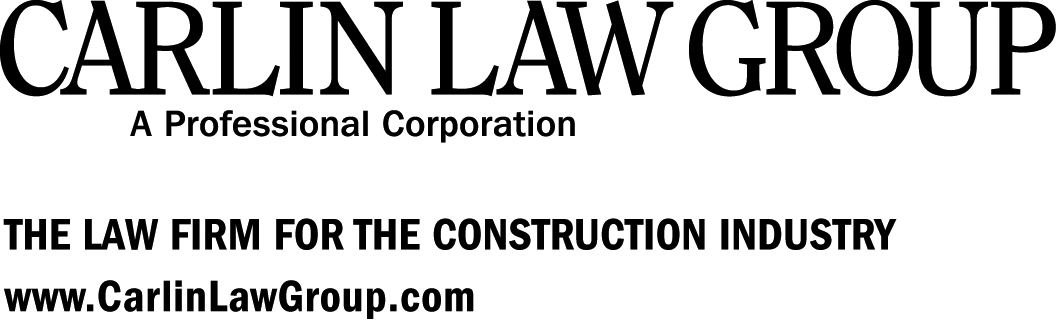 CARLIN LAW GROUP
A Professional Corporation
THE LAW FIRM FOR THE CONSTRUCTION INDUSTRY
www.CarlinLawGroup.com